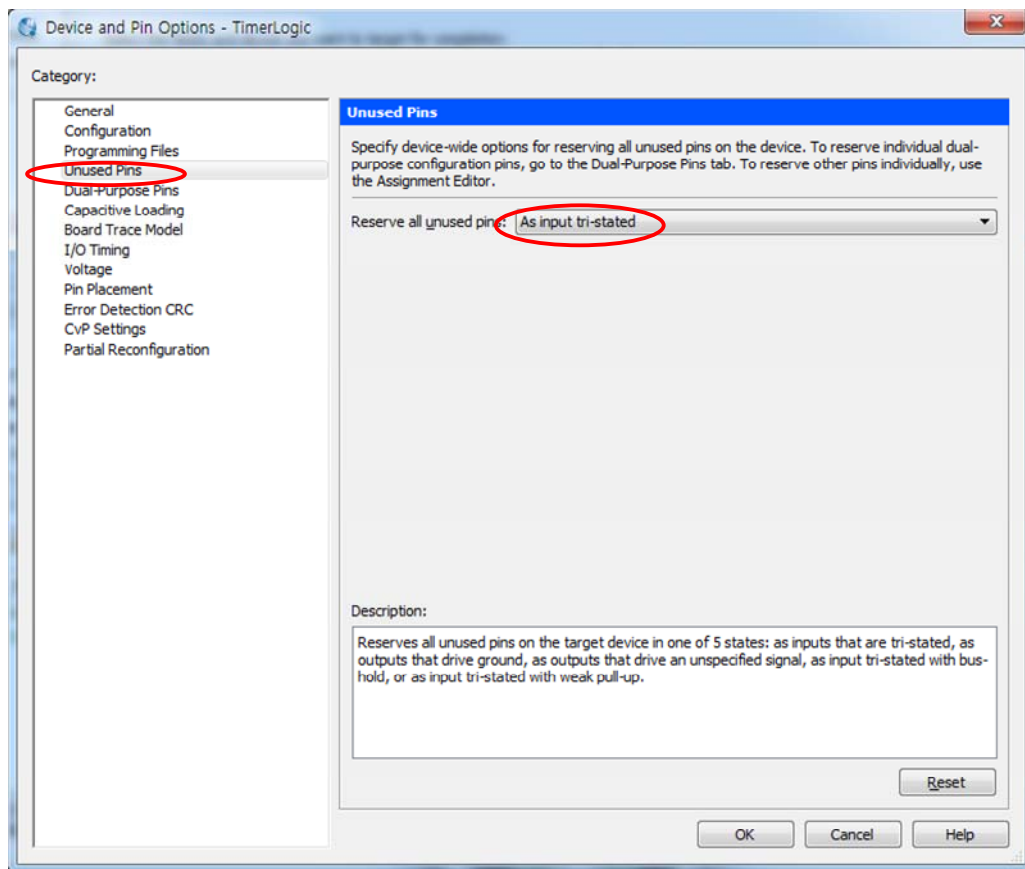 Device and Pin Options - TimerLogic
Category:
General
Configuration
Programming Files
Unused Pins
Dual-Purpose Pins
Capacitive Loading
Board Trace Model
I/O Timing
Voltage
Pin Placement
Error Detection CRC
CvP Settings
Partial Reconfiguration
Unused Pins
Specify device-wide options for reserving all unused pins on the device. To reserve individual dual-
purpose configuration pins, go to the Dual-Purpose Pins tab. To reserve other pins individually, use
the Assignment Editor.
Reserve all unused pins: As input tri-stated
Description:
Reserves all unused pins on the target device in one of 5 states: as inputs that are tri-stated, as
outputs that drive ground, as outputs that drive an unspecified signal, as input tri-stated with bus-
hold, or as input tri-stated with weak pull-up.
Reset
OK Cancel Help